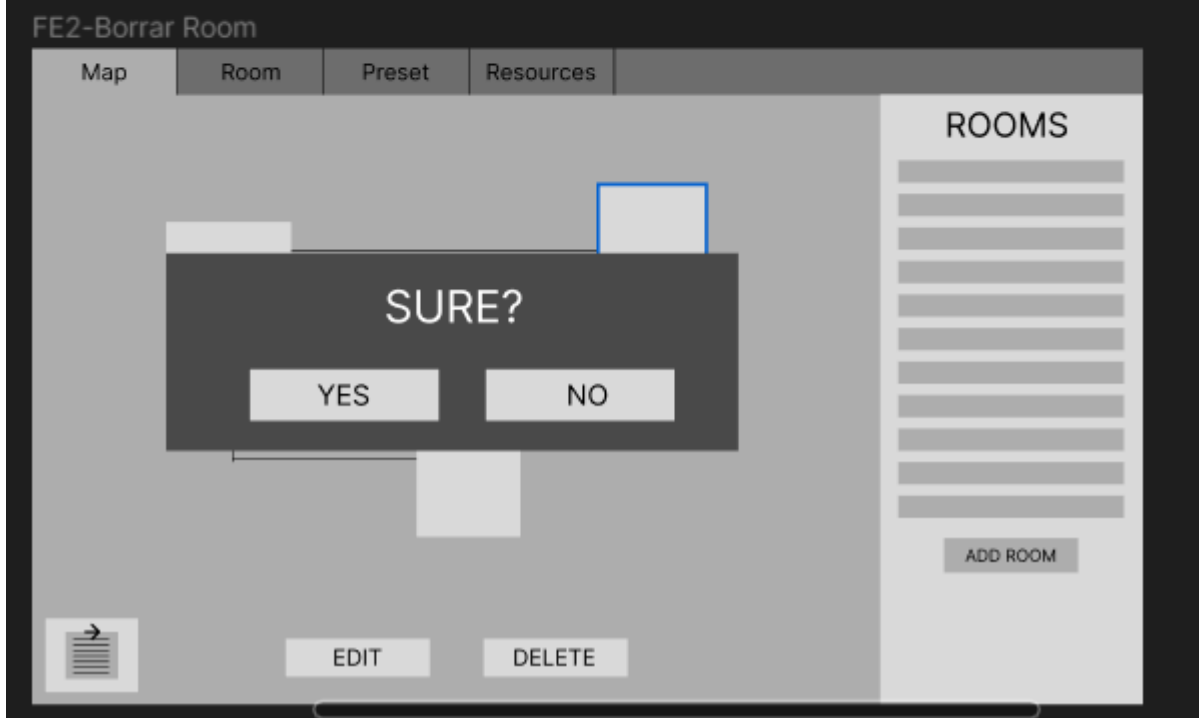 FE2-Borrar Room
Map Room Preset Resources
ROOMS
SURE?
YES NO
ADD ROOM
EDIT DELETE